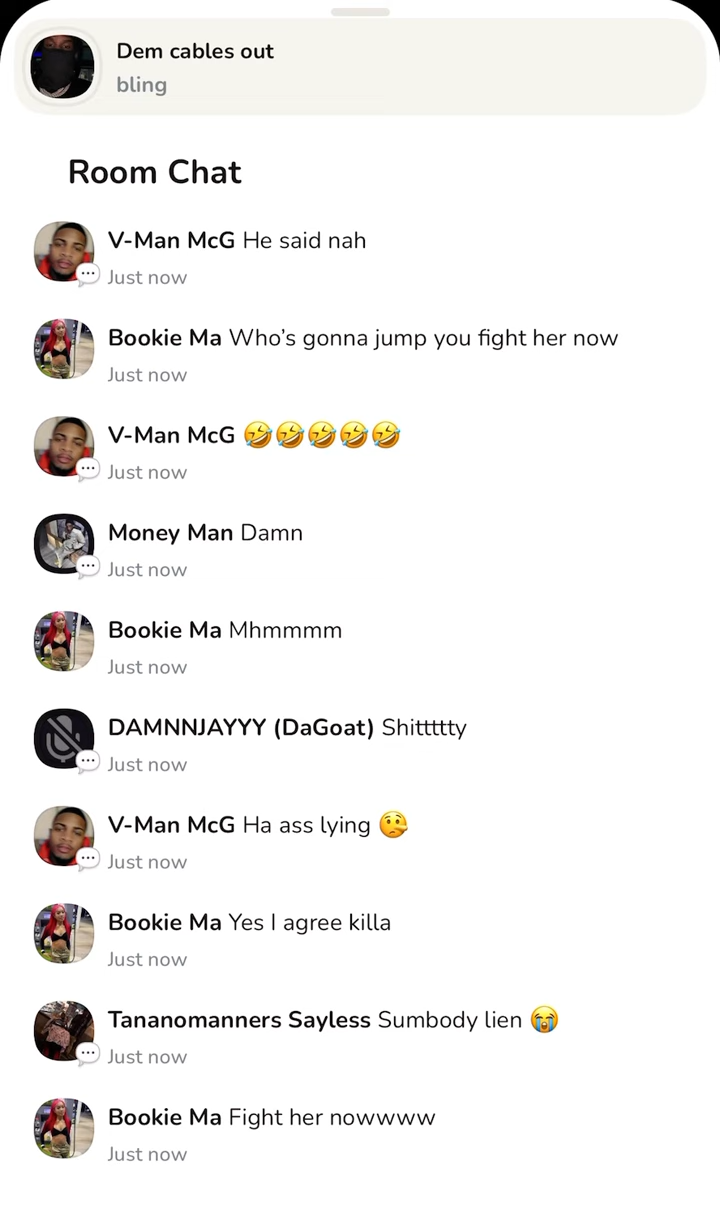 Dem cables out
bling
Room Chat
V-Man McG He said nah
Just now
Bookie Ma Who’s gonna jump you fight her now
Just now
V-Man McG 🤣🤣🤣🤣🤣
Just now
Money Man Damn
Just now
Bookie Ma Mhmmmm
Just now
DAMNNJAYYY (DaGoat) Shittttty
Just now
V-Man McG Ha ass lying 🤥
Just now
Bookie Ma Yes I agree killa
Just now
Tananomanners Sayless Sumbody lien 😭
Just now
Bookie Ma Fight her nowwww
Just now